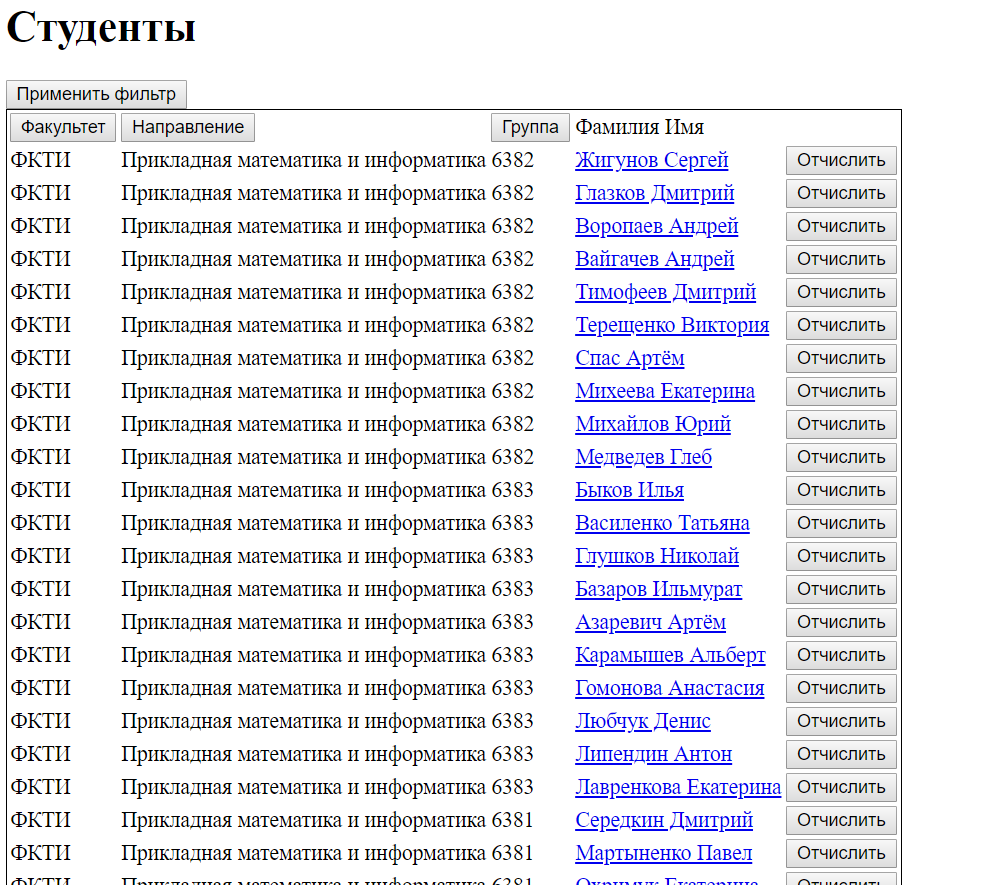 Студенты
Применить фильтр
Факультет Направление Группа Фамилия Имя
ФКТИ Прикладная математика и информатика 6382 Жигунов Сергей Отчислить
ФКТИ Прикладная математика и информатика 6382 Глазков Дмитрий Отчислить
ФКТИ Прикладная математика и информатика 6382 Воропаев Андрей Отчислить
ФКТИ Прикладная математика и информатика 6382 Вайгачев Андрей Отчислить
ФКТИ Прикладная математика и информатика 6382 Тимофеев Дмитрий Отчислить
ФКТИ Прикладная математика и информатика 6382 Терещенко Виктория Отчислить
ФКТИ Прикладная математика и информатика 6382 Спас Артём Отчислить
ФКТИ Прикладная математика и информатика 6382 Михеева Екатерина Отчислить
ФКТИ Прикладная математика и информатика 6382 Михайлов Юрий Отчислить
ФКТИ Прикладная математика и информатика 6382 Медведев Глеб Отчислить
ФКТИ Прикладная математика и информатика 6383 Быков Илья Отчислить
ФКТИ Прикладная математика и информатика 6383 Василенко Татьяна Отчислить
ФКТИ Прикладная математика и информатика 6383 Глушков Николай Отчислить
ФКТИ Прикладная математика и информатика 6383 Базаров Ильмурат Отчислить
ФКТИ Прикладная математика и информатика 6383 Азаревич Артём Отчислить
ФКТИ Прикладная математика и информатика 6383 Карамышев Альберт Отчислить
ФКТИ Прикладная математика и информатика 6383 Гомонова Анастасия Отчислить
ФКТИ Прикладная математика и информатика 6383 Любчук Денис Отчислить
ФКТИ Прикладная математика и информатика 6383 Липендин Антон Отчислить
ФКТИ Прикладная математика и информатика 6383 Лавренкова Екатерина Отчислить
ФКТИ Прикладная математика и информатика 6381 Середкин Дмитрий Отчислить
ФКТИ Прикладная математика и информатика 6381 Мартыненко Павел Отчислить
ФКТИ Прикладная математика и информатика 6381 Екатерина Отчислить